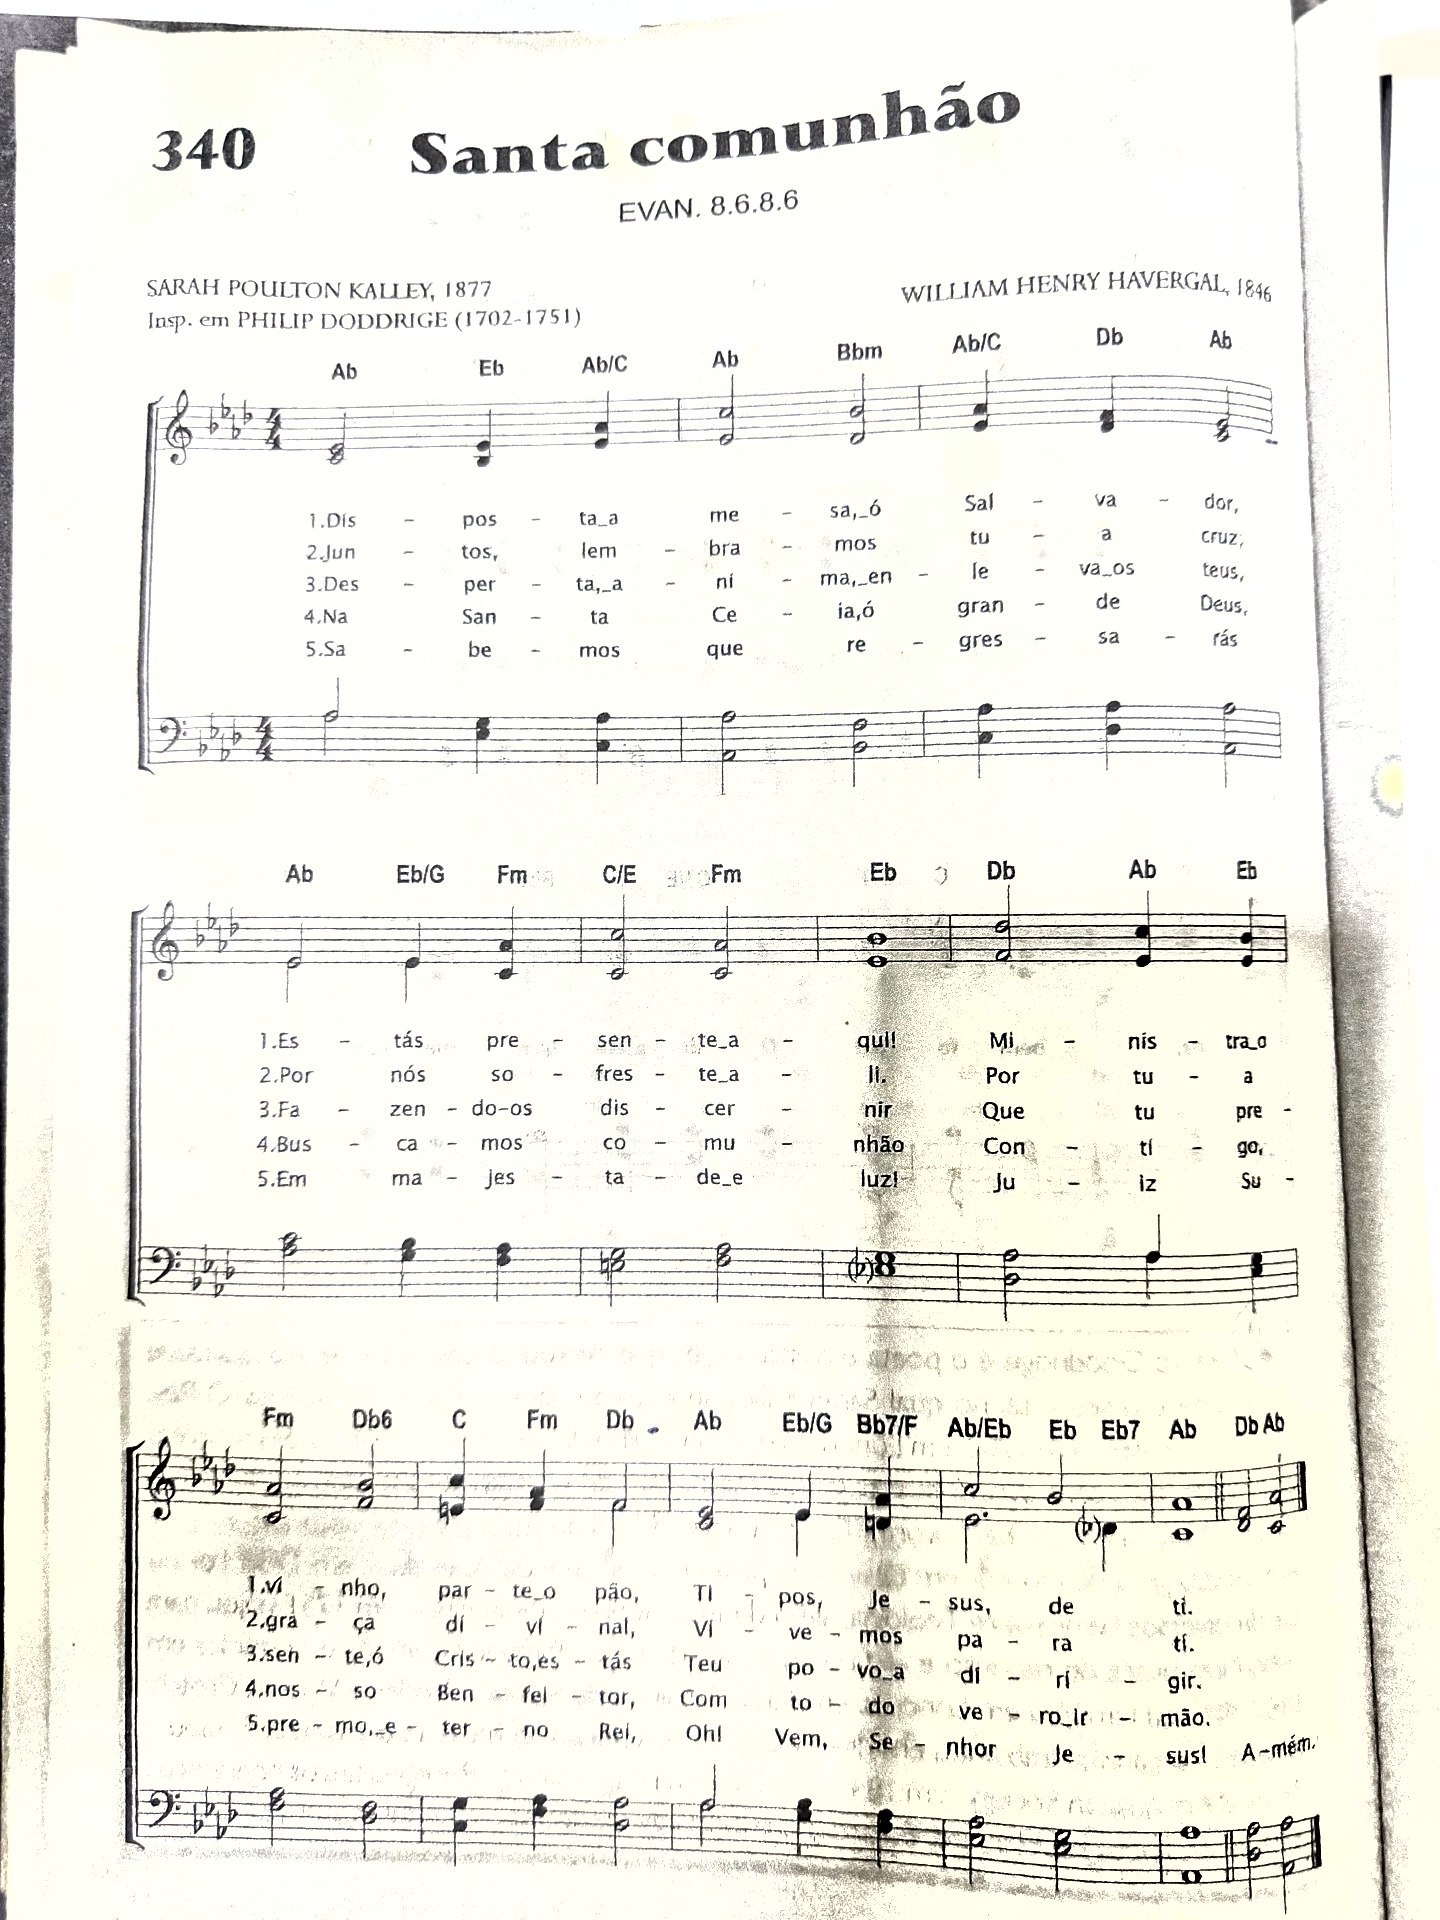 340 Santa comunhão
EVAN. 8.6.8.6
SARAH POULTON KALLEY, 1877 WILLIAM HENRY HAVERGAL, 1846
Insp. em PHILIP DODDRIGE (1702-1751)
Ab Eb Ab/C Ab Bbm Ab/C Db Ab
1.Dis - pos - ta_a me - sa,_ó Sal - va - dor,
2.Jun - tos, lem - bra - mos tu - a cruz,
3.Des - per - ta,_a - ni - ma,_en - le - va_os teus,
4.Na San - ta Ce - ia,ó gran - de Deus,
5.Sa - be - mos que re - gres - sa - rás
Ab Eb/G Fm C/E Fm Eb Db Ab Eb
1.Es - tás pre - sen - te_a - qui! Mi - nis - tra_o
2.Por nós so - fres - te_a - li. Por tu - a
3.Fa - zen - do-os dis - cer - nir Que tu pre -
4.Bus - ca - mos co - mu - nhão Con - ti - go,
5.Em ma - jes - ta - de_e luz! Ju - iz Su -
Fm Db6 C Fm Db Ab Eb/G Bb7/F Ab/Eb Eb Eb7 Ab Db Ab
1.vi - nho, par - te_o pão, Ti - pos, Je - sus, de ti.
2.gra - ça di - vi - nal, Vi - ve - mos pa - ra ti.
3.sen - te,ó Cris - to,es - tás Teu po - vo_a di - ri - gir.
4.nos - so Ben - fei - tor, Com to - do ve - ro_ir - mão.
5.pre - mo,_e - ter - no Rei, Oh! Vem, Se - nhor Je - sus! A-mém.